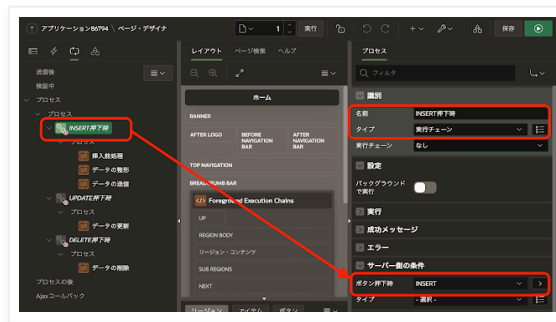 アプリケーション86794 \ ページ・デザイナ
1
実行
保存
送信後
検証中
プロセス
プロセス
INSERT押下時
プロセス
挿入前処理
データの整形
データの送信
UPDATE押下時
プロセス
データの更新
DELETE押下時
プロセス
データの削除
プロセスの後
Ajaxコールバック
レイアウト
ページ検索
ヘルプ
ホーム
BANNER
AFTER LOGO
BEFORE NAVIGATION BAR
AFTER NAVIGATION BAR
TOP NAVIGATION
BREADCRUMB BAR
Foreground Execution Chains
UP
REGION BODY
リージョン・コンテンツ
SUB REGIONS
NEXT
リージョン
アイテム
ボタン
プロセス
フィルタ
識別
名前
INSERT押下時
タイプ
実行チェーン
実行チェーン
なし
設定
バックグラウンドで実行
実行
成功メッセージ
エラー
サーバー側の条件
ボタン押下時
INSERT
タイプ
- 選択 -